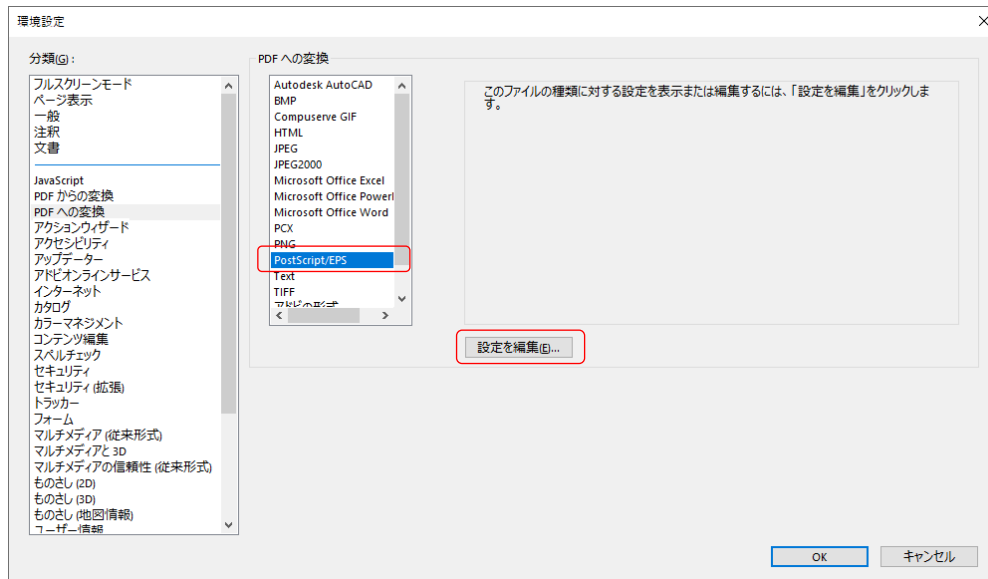 環境設定
分類(G) :
フルスクリーンモード
ページ表示
一般
注釈
文書
JavaScript
PDF からの変換
PDF への変換
アクションウィザード
アクセシビリティ
アップデーター
アドビオンラインサービス
インターネット
カタログ
カラーマネジメント
コンテンツ編集
スペルチェック
セキュリティ
セキュリティ (拡張)
トラッカー
フォーム
マルチメディア (従来形式)
マルチメディアと 3D
マルチメディアの信頼性 (従来形式)
ものさし (2D)
ものさし (3D)
ものさし (地図情報)
ユーザー情報
PDF への変換
Autodesk AutoCAD
BMP
Compuserve GIF
HTML
JPEG
JPEG2000
Microsoft Office Excel
Microsoft Office Powerl
Microsoft Office Word
PCX
PNG
PostScript/EPS
Text
TIFF
アドビの形式
このファイルの種類に対する設定を表示または編集するには、「設定を編集」をクリックしま
す。
設定を編集(E)...
OK
キャンセル